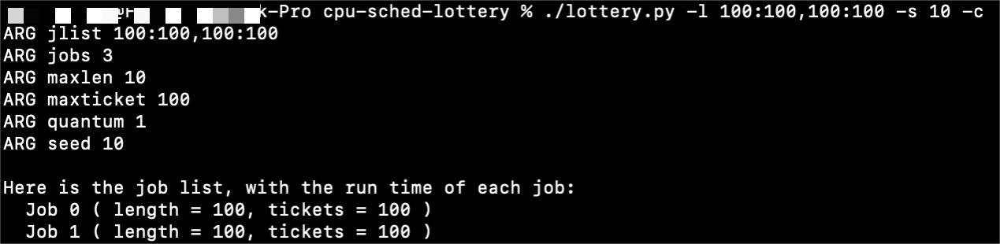 k-Pro cpu-sched-lottery % ./lottery.py -l 100:100,100:100 -s 10 -c
ARG jlist 100:100,100:100
ARG jobs 3
ARG maxlen 10
ARG maxticket 100
ARG quantum 1
ARG seed 10
Here is the job list, with the run time of each job:
Job 0 ( length = 100, tickets = 100 )
Job 1 ( length = 100, tickets = 100 )